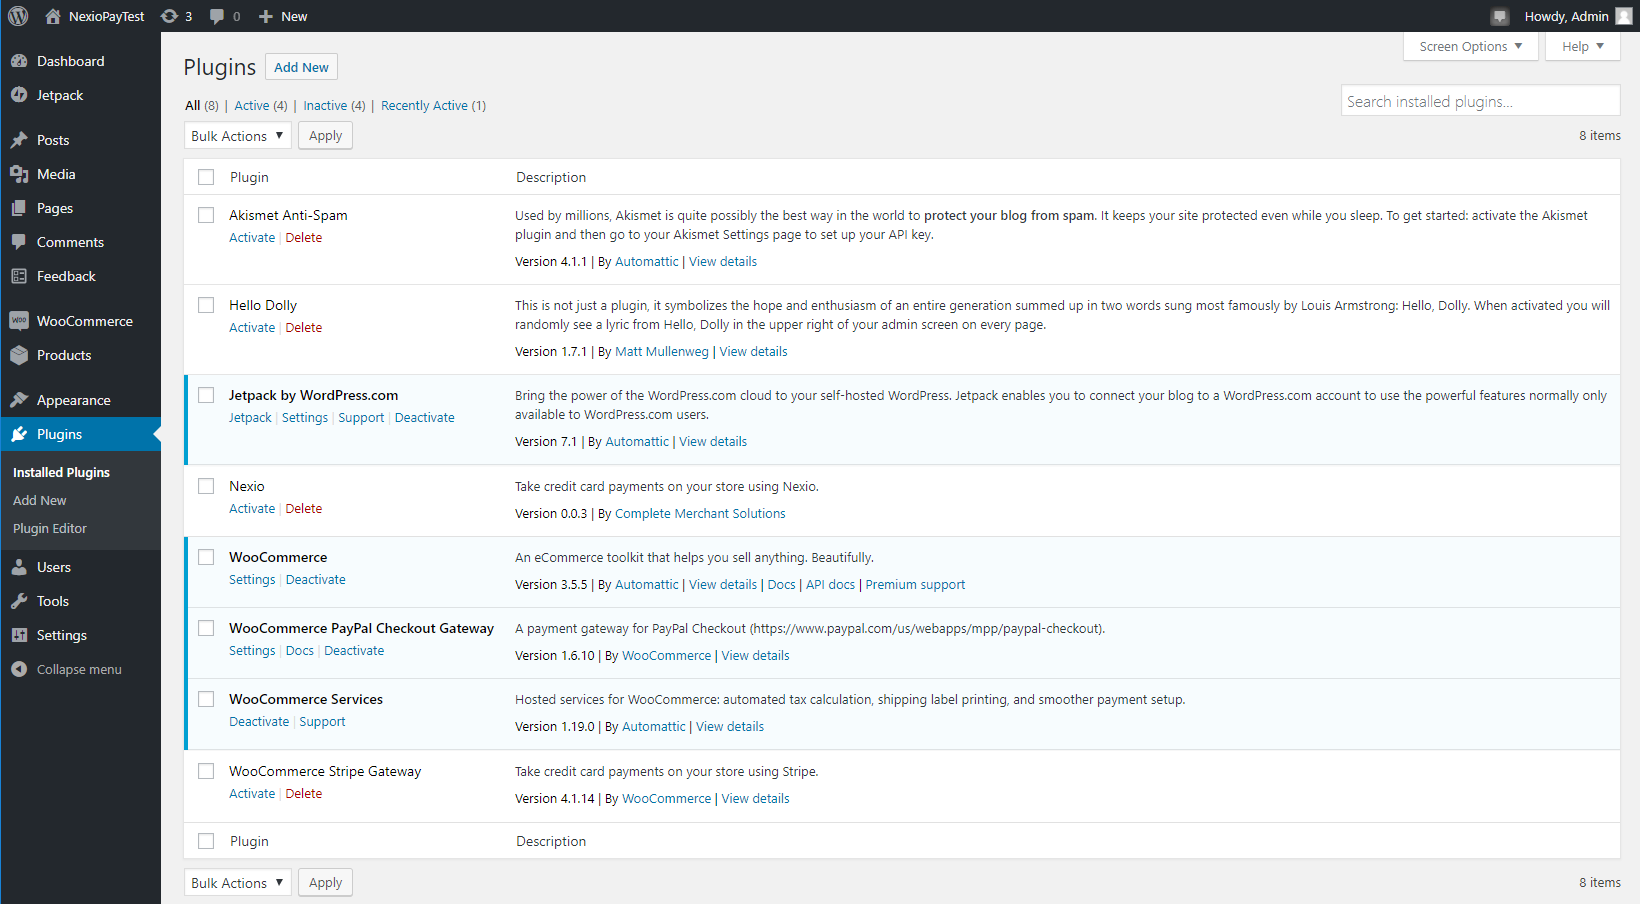 NexioPayTest 3 0 New Howdy, Admin
Screen Options ▼ Help ▼
Dashboard
Jetpack
Posts
Media
Pages
Comments
Feedback
WOO WooCommerce
Products
Appearance
Plugins
Installed Plugins
Add New
Plugin Editor
Users
Tools
Settings
Collapse menu
Plugins Add New
All (8) | Active (4) | Inactive (4) | Recently Active (1)
Search installed plugins...
Bulk Actions ▼ Apply
8 items
Plugin Description
Akismet Anti-Spam
Activate | Delete
Used by millions, Akismet is quite possibly the best way in the world to protect your blog from spam. It keeps your site protected even while you sleep. To get started: activate the Akismet
plugin and then go to your Akismet Settings page to set up your API key.
Version 4.1.1 | By Automattic | View details
Hello Dolly
Activate | Delete
This is not just a plugin, it symbolizes the hope and enthusiasm of an entire generation summed up in two words sung most famously by Louis Armstrong: Hello, Dolly. When activated you will
randomly see a lyric from Hello, Dolly in the upper right of your admin screen on every page.
Version 1.7.1 | By Matt Mullenweg | View details
Jetpack by WordPress.com
Jetpack | Settings | Support | Deactivate
Bring the power of the WordPress.com cloud to your self-hosted WordPress. Jetpack enables you to connect your blog to a WordPress.com account to use the powerful features normally only
available to WordPress.com users.
Version 7.1 | By Automattic | View details
Nexio
Activate | Delete
Take credit card payments on your store using Nexio.
Version 0.0.3 | By Complete Merchant Solutions
WooCommerce
Settings | Deactivate
An eCommerce toolkit that helps you sell anything. Beautifully.
Version 3.5.5 | By Automattic | View details | Docs | API docs | Premium support
WooCommerce PayPal Checkout Gateway
Settings | Docs | Deactivate
A payment gateway for PayPal Checkout (https://www.paypal.com/us/webapps/mpp/paypal-checkout).
Version 1.6.10 | By WooCommerce | View details
WooCommerce Services
Deactivate | Support
Hosted services for WooCommerce: automated tax calculation, shipping label printing, and smoother payment setup.
Version 1.19.0 | By Automattic | View details
WooCommerce Stripe Gateway
Activate | Delete
Take credit card payments on your store using Stripe.
Version 4.1.14 | By WooCommerce | View details
Plugin Description
Bulk Actions ▼ Apply
8 items